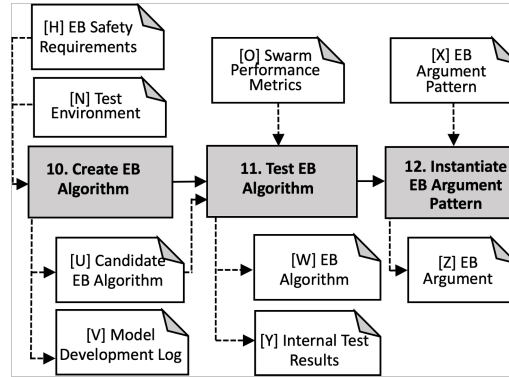 [H] EB Safety
Requirements
[N] Test
Environment
[O] Swarm
Performance
Metrics
[X] EB
Argument
Pattern
10. Create EB
Algorithm
11. Test EB
Algorithm
12. Instantiate
EB Argument
Pattern
[U] Candidate
EB Algorithm
[W] EB
Algorithm
[Z] EB
Argument
[V] Model
Development Log
[Y] Internal Test
Results